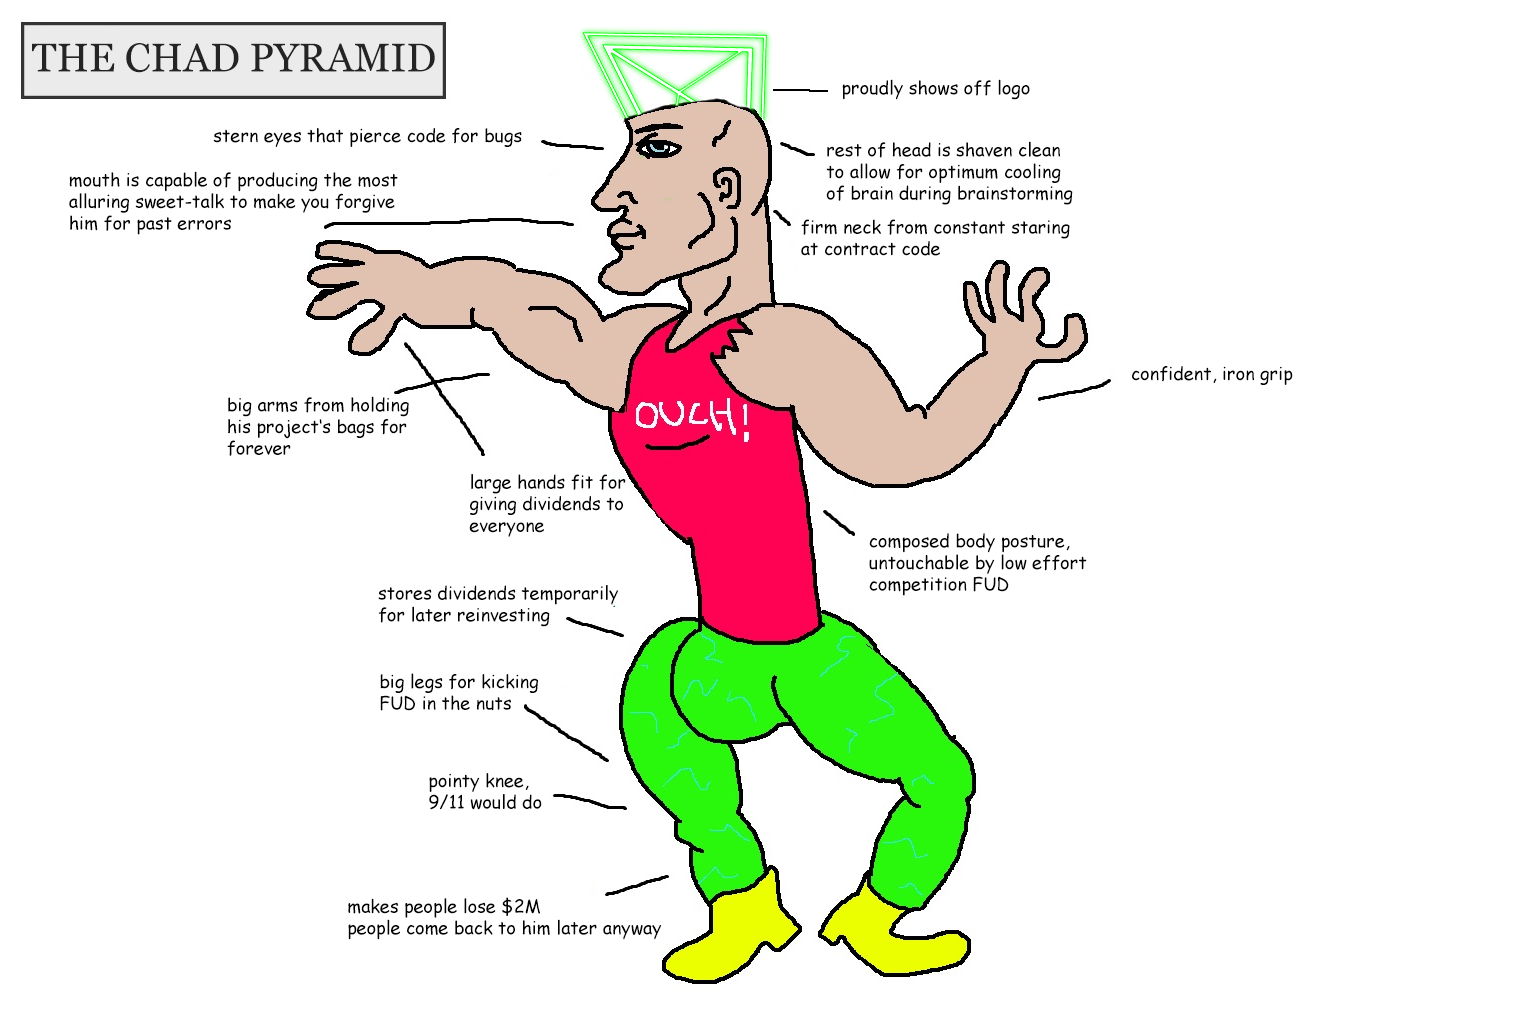 THE CHAD PYRAMID
proudly shows off logo
stern eyes that pierce code for bugs
rest of head is shaven clean
to allow for optimum cooling
of brain during brainstorming
mouth is capable of producing the most
alluring sweet-talk to make you forgive
him for past errors
firm neck from constant staring
at contract code
confident, iron grip
big arms from holding
his project's bags for
forever
OUCH!
large hands fit for
giving dividends to
everyone
composed body posture,
untouchable by low effort
competition FUD
stores dividends temporarily
for later reinvesting
big legs for kicking
FUD in the nuts
pointy knee,
9/11 would do
makes people lose $2M
people come back to him later anyway